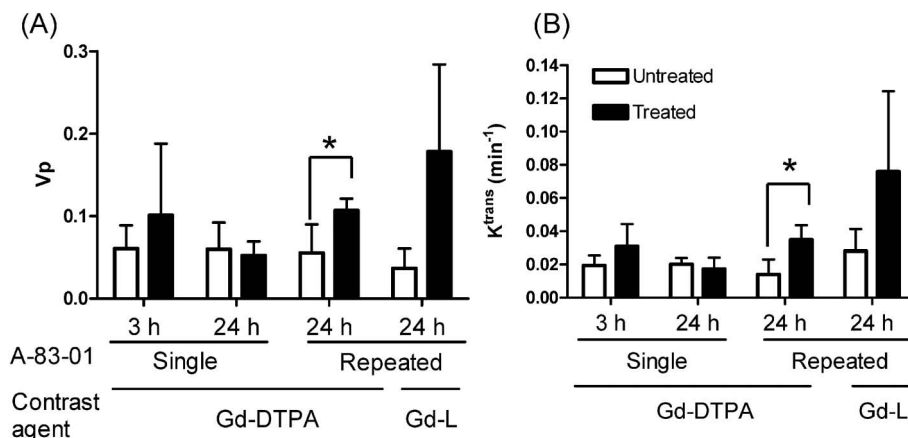 (A)
0.3
0.2
0.1
0.0
Vp
*
3 h 24 h 24 h 24 h
A-83-01
Single Repeated
Contrast
agent
Gd-DTPA Gd-L
(B)
0.14
0.12
0.10
0.08
0.06
0.04
0.02
0.00
K^trans (min^-1)
Untreated
Treated
*
3 h 24 h 24 h 24 h
Single Repeated
Gd-DTPA Gd-L